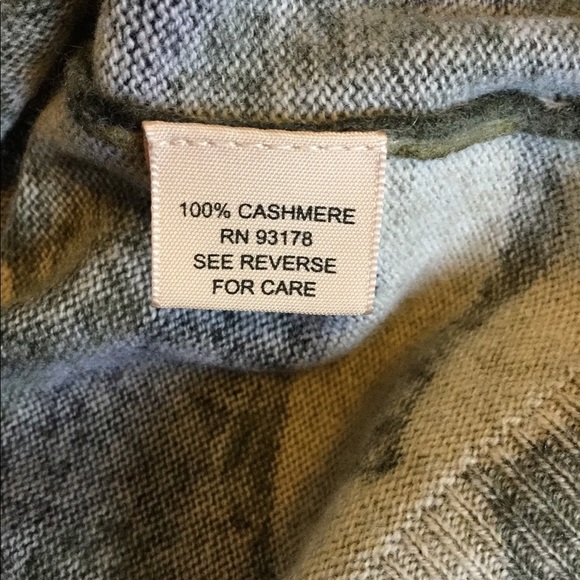 100% CASHMERE
RN 93178
SEE REVERSE
FOR CARE